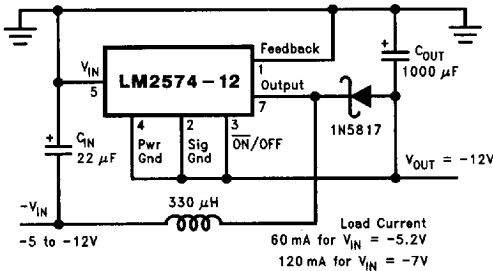 Feedback
1
+
C_OUT
1000 μF
V_IN
5
LM2574-12
Output
7
1N5817
4
2
3
Pwr
Gnd
Sig
Gnd
O̅N̅/OFF
+
C_IN
22 μF
V_OUT = -12V
330 μH
-V_IN
-5 to -12V
Load Current
60 mA for V_IN = -5.2V
120 mA for V_IN = -7V